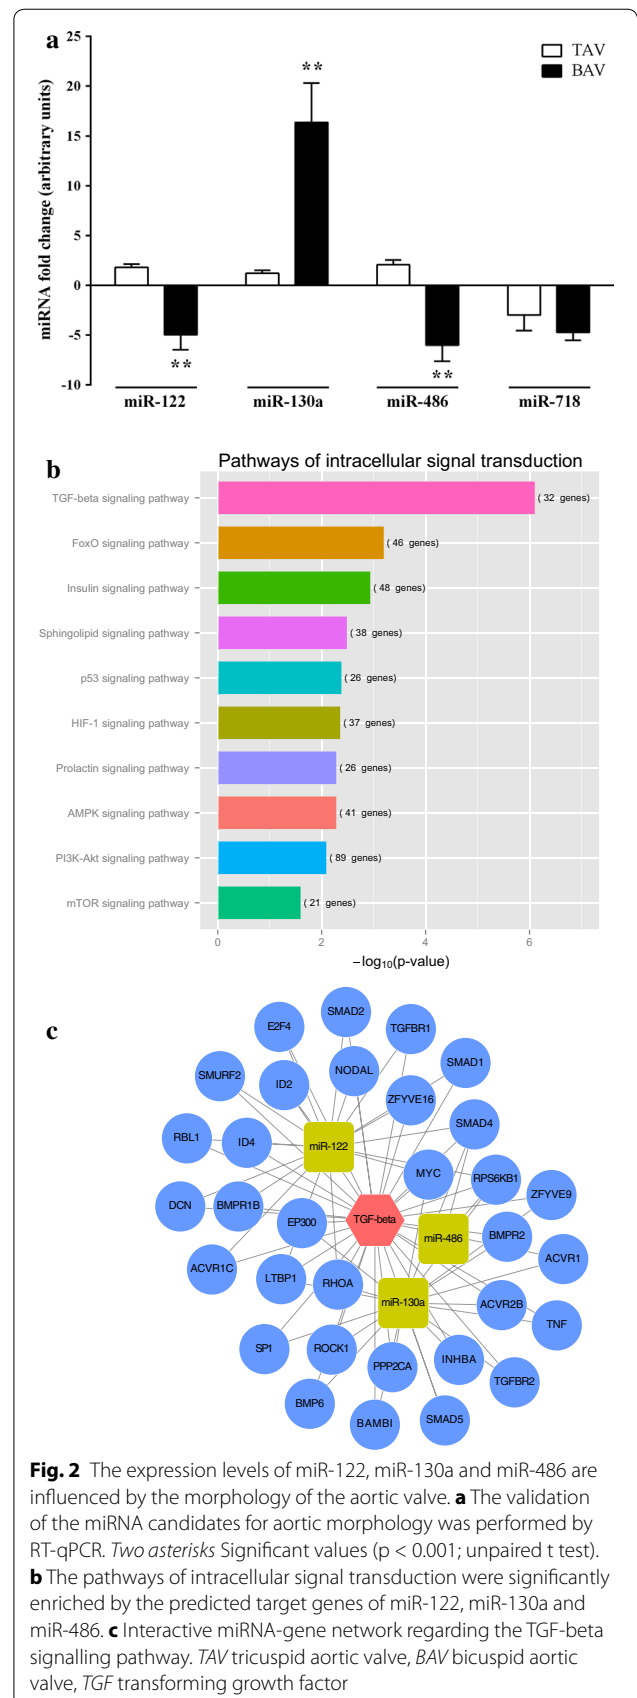 a
TAV
BAV
miRNA fold change (arbitrary units)
25
20
15
10
5
0
-5
-10
**
**
**
miR-122 miR-130a miR-486 miR-718
b
Pathways of intracellular signal transduction
TGF-beta signaling pathway ( 32 genes)
FoxO signaling pathway ( 46 genes)
Insulin signaling pathway ( 48 genes)
Sphingolipid signaling pathway ( 38 genes)
p53 signaling pathway ( 26 genes)
HIF-1 signaling pathway ( 37 genes)
Prolactin signaling pathway ( 26 genes)
AMPK signaling pathway ( 41 genes)
PI3K-Akt signaling pathway ( 89 genes)
mTOR signaling pathway ( 21 genes)
0 2 4 6
−log₁₀(p-value)
c
SMAD2
E2F4
TGFBR1
SMURF2
ID2
NODAL
SMAD1
ZFYVE16
RBL1
ID4
miR-122
SMAD4
MYC
RPS6KB1
DCN
BMPR1B
EP300
TGF-beta
ZFYVE9
miR-486
BMPR2
ACVR1C
LTBP1
RHOA
ACVR1
miR-130a
ACVR2B
TNF
SP1
ROCK1
PPP2CA
INHBA
TGFBR2
BMP6
BAMBI
SMAD5
Fig. 2 The expression levels of miR-122, miR-130a and miR-486 are
influenced by the morphology of the aortic valve. a The validation
of the miRNA candidates for aortic morphology was performed by
RT-qPCR. Two asterisks Significant values (p < 0.001; unpaired t test).
b The pathways of intracellular signal transduction were significantly
enriched by the predicted target genes of miR-122, miR-130a and
miR-486. c Interactive miRNA-gene network regarding the TGF-beta
signalling pathway. TAV tricuspid aortic valve, BAV bicuspid aortic
valve, TGF transforming growth factor